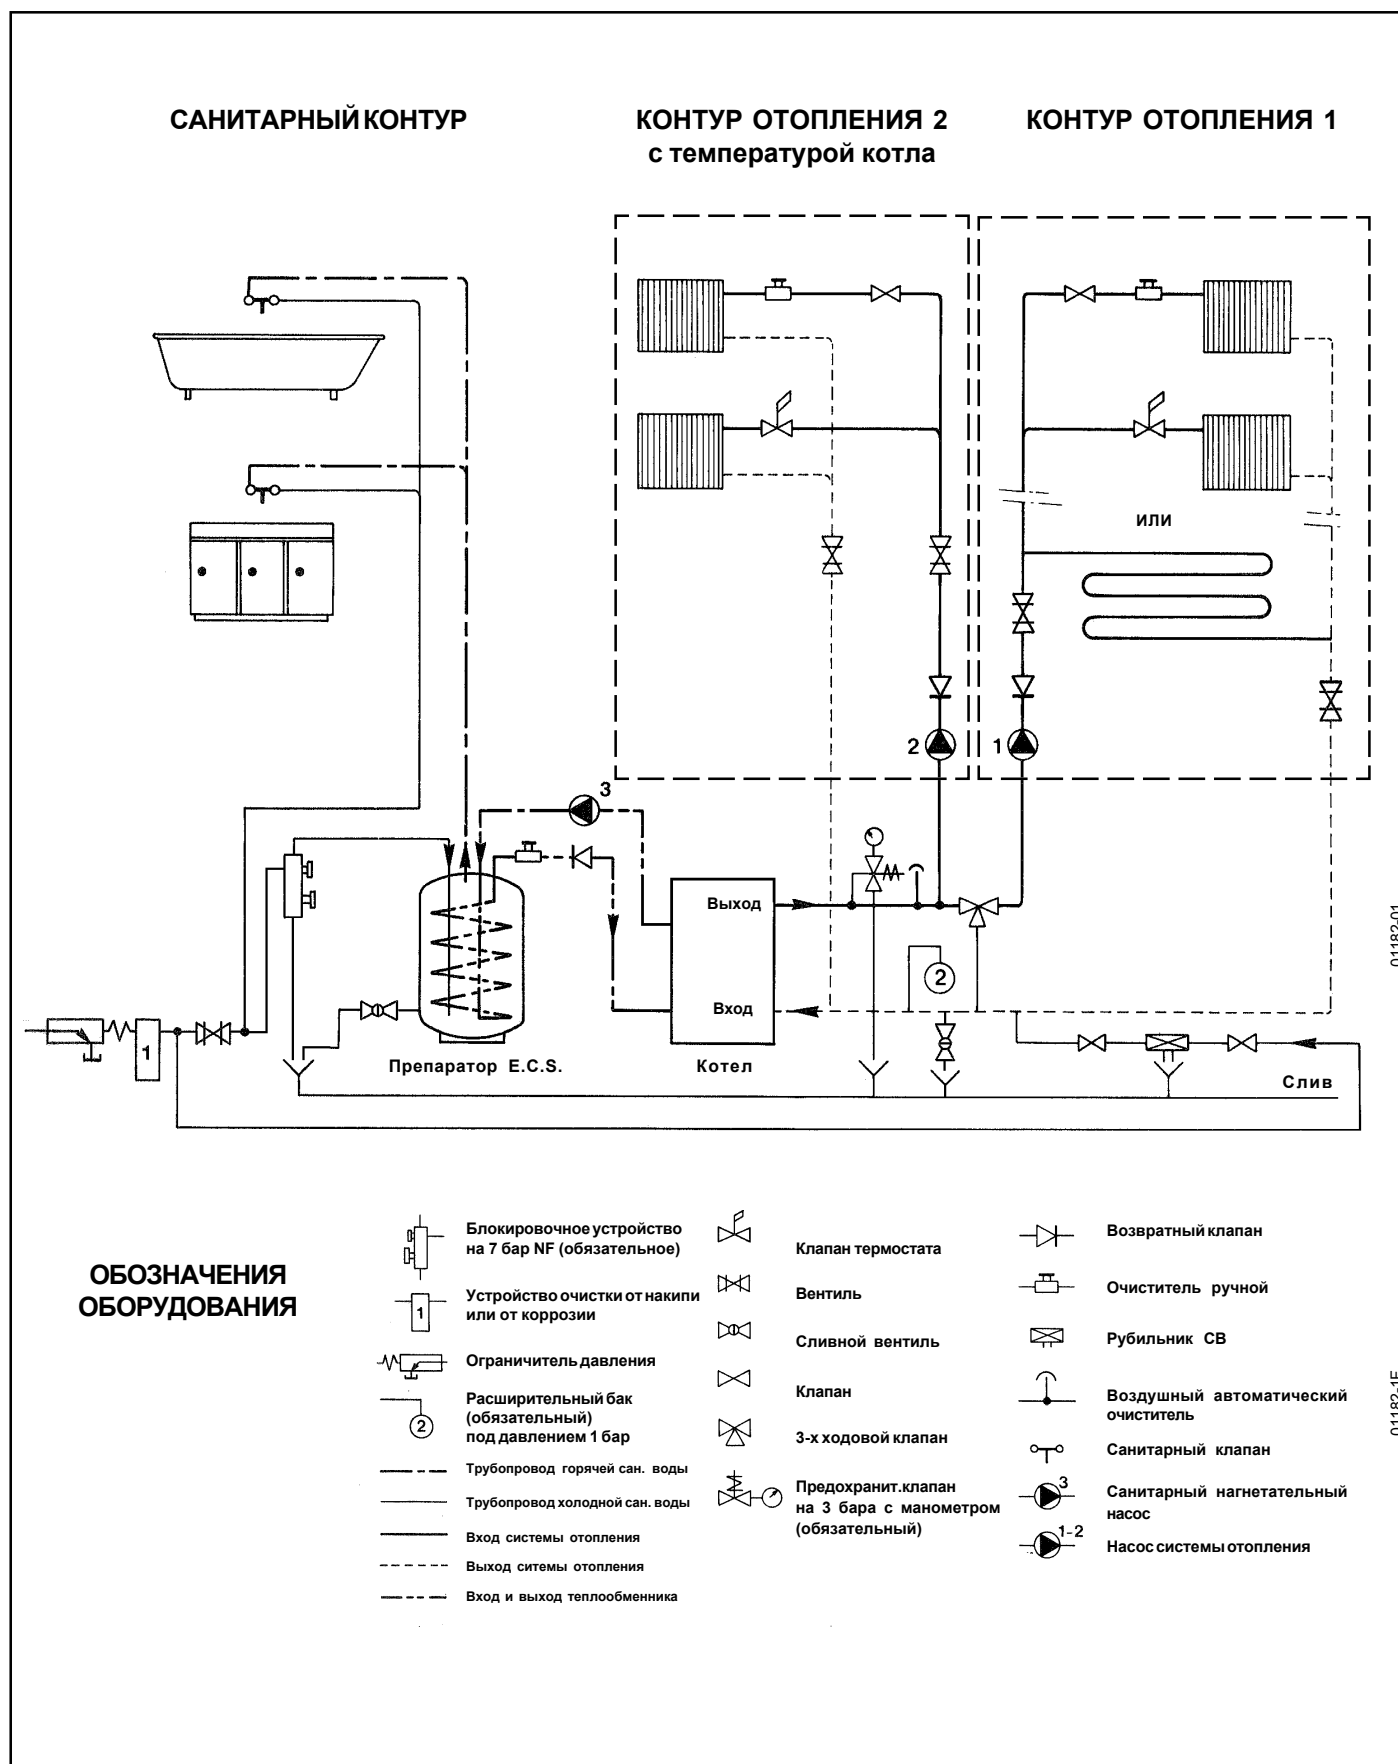 САНИТАРНЫЙ КОНТУР
КОНТУР ОТОПЛЕНИЯ 2
с температурой котла
КОНТУР ОТОПЛЕНИЯ 1
ИЛИ
2
1
3
Выход
Вход
2
1
Препаратор E.C.S.
Котел
Слив
01182-01
ОБОЗНАЧЕНИЯ
ОБОРУДОВАНИЯ
Блокировочное устройство
на 7 бар NF (обязательное)
1
Устройство очистки от накипи
или от коррозии
Ограничитель давления
2
Расширительный бак
(обязательный)
под давлением 1 бар
Трубопровод горячей сан. воды
Трубопровод холодной сан. воды
Вход системы отопления
Выход ситемы отопления
Вход и выход теплообменника
Клапан термостата
Вентиль
Сливной вентиль
Клапан
3-х ходовой клапан
Предохранит.клапан
на 3 бара с манометром
(обязательный)
Возвратный клапан
Очиститель ручной
Рубильник СВ
Воздушный автоматический
очиститель
Санитарный клапан
3
Санитарный нагнетательный
насос
1-2
Насос системы отопления